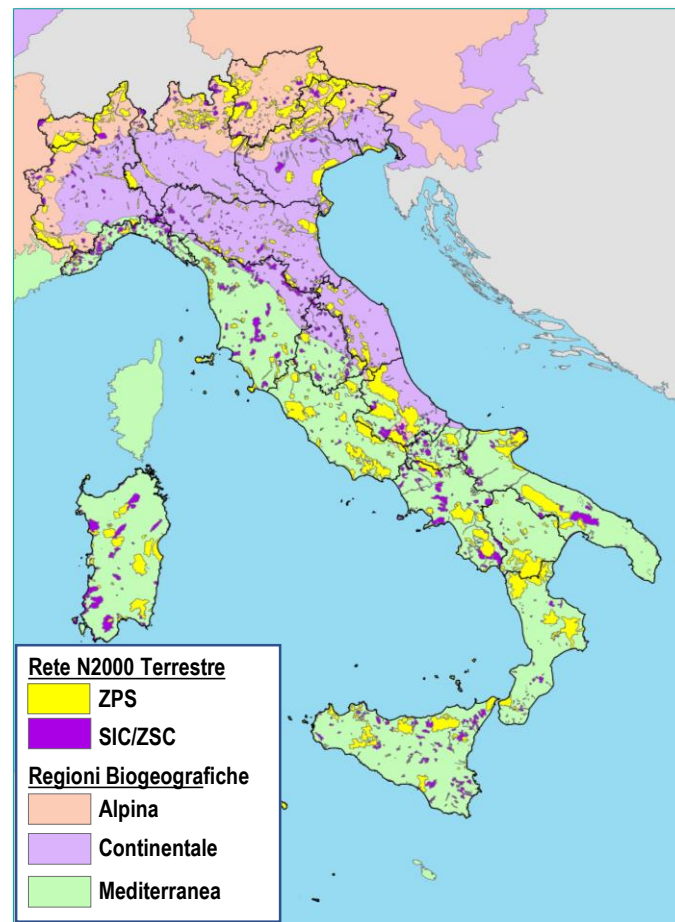 Rete N2000 Terrestre
ZPS
SIC/ZSC
Regioni Biogeografiche
Alpina
Continentale
Mediterranea